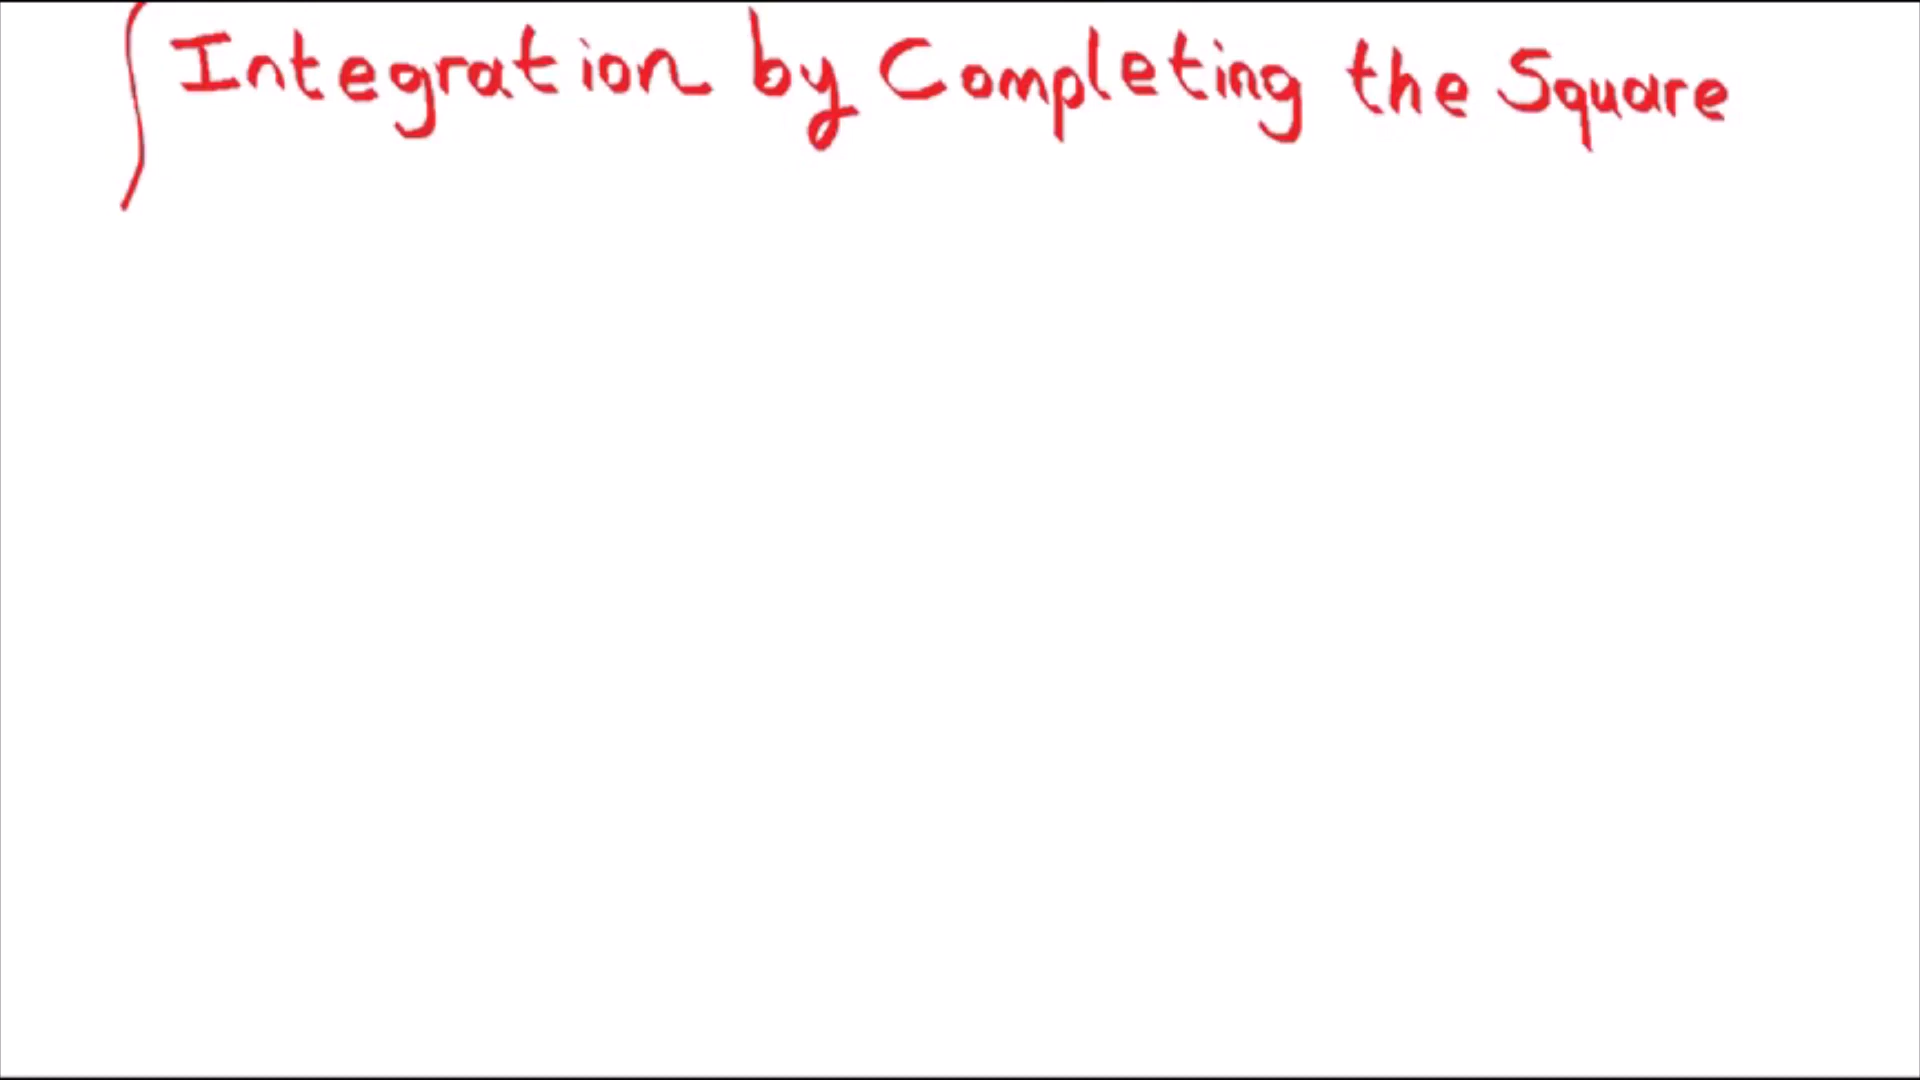 ∫ Integration by Completing the Square